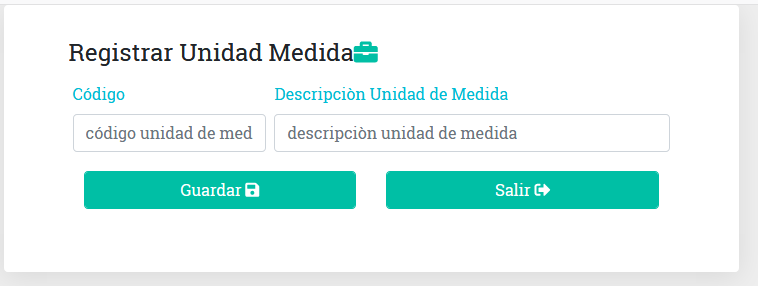 Registrar Unidad Medida
Código Descripciòn Unidad de Medida
código unidad de med descripciòn unidad de medida
Guardar Salir